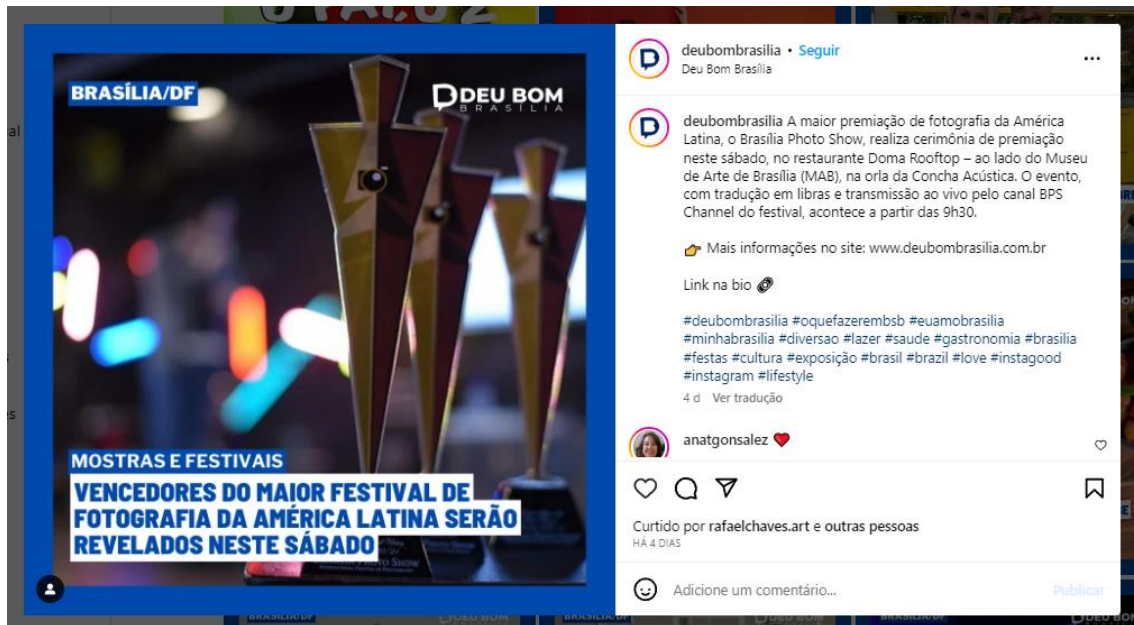 BRASÍLIA/DF
DEU BOM
BRASÍLIA
MOSTRAS E FESTIVAIS
VENCEDORES DO MAIOR FESTIVAL DE
FOTOGRAFIA DA AMÉRICA LATINA SERÃO
REVELADOS NESTE SÁBADO
deubombrasilia • Seguir
Deu Bom Brasília
deubombrasilia A maior premiação de fotografia da América
Latina, o Brasília Photo Show, realiza cerimônia de premiação
neste sábado, no restaurante Doma Rooftop – ao lado do Museu
de Arte de Brasília (MAB), na orla da Concha Acústica. O evento,
com tradução em libras e transmissão ao vivo pelo canal BPS
Channel do festival, acontece a partir das 9h30.
👉 Mais informações no site: www.deubombrasilia.com.br
Link na bio 📎
#deubombrasilia #oquefazerembsb #euamobrasilia
#minhabrasilia #diversao #lazer #saude #gastronomia #brasilia
#festas #cultura #exposição #brasil #brazil #love #instagood
#instagram #lifestyle
4 d Ver tradução
anatgonsalez ❤️
Curtido por rafaelchaves.art e outras pessoas
HÁ 4 DIAS
Adicione um comentário...
Publicar